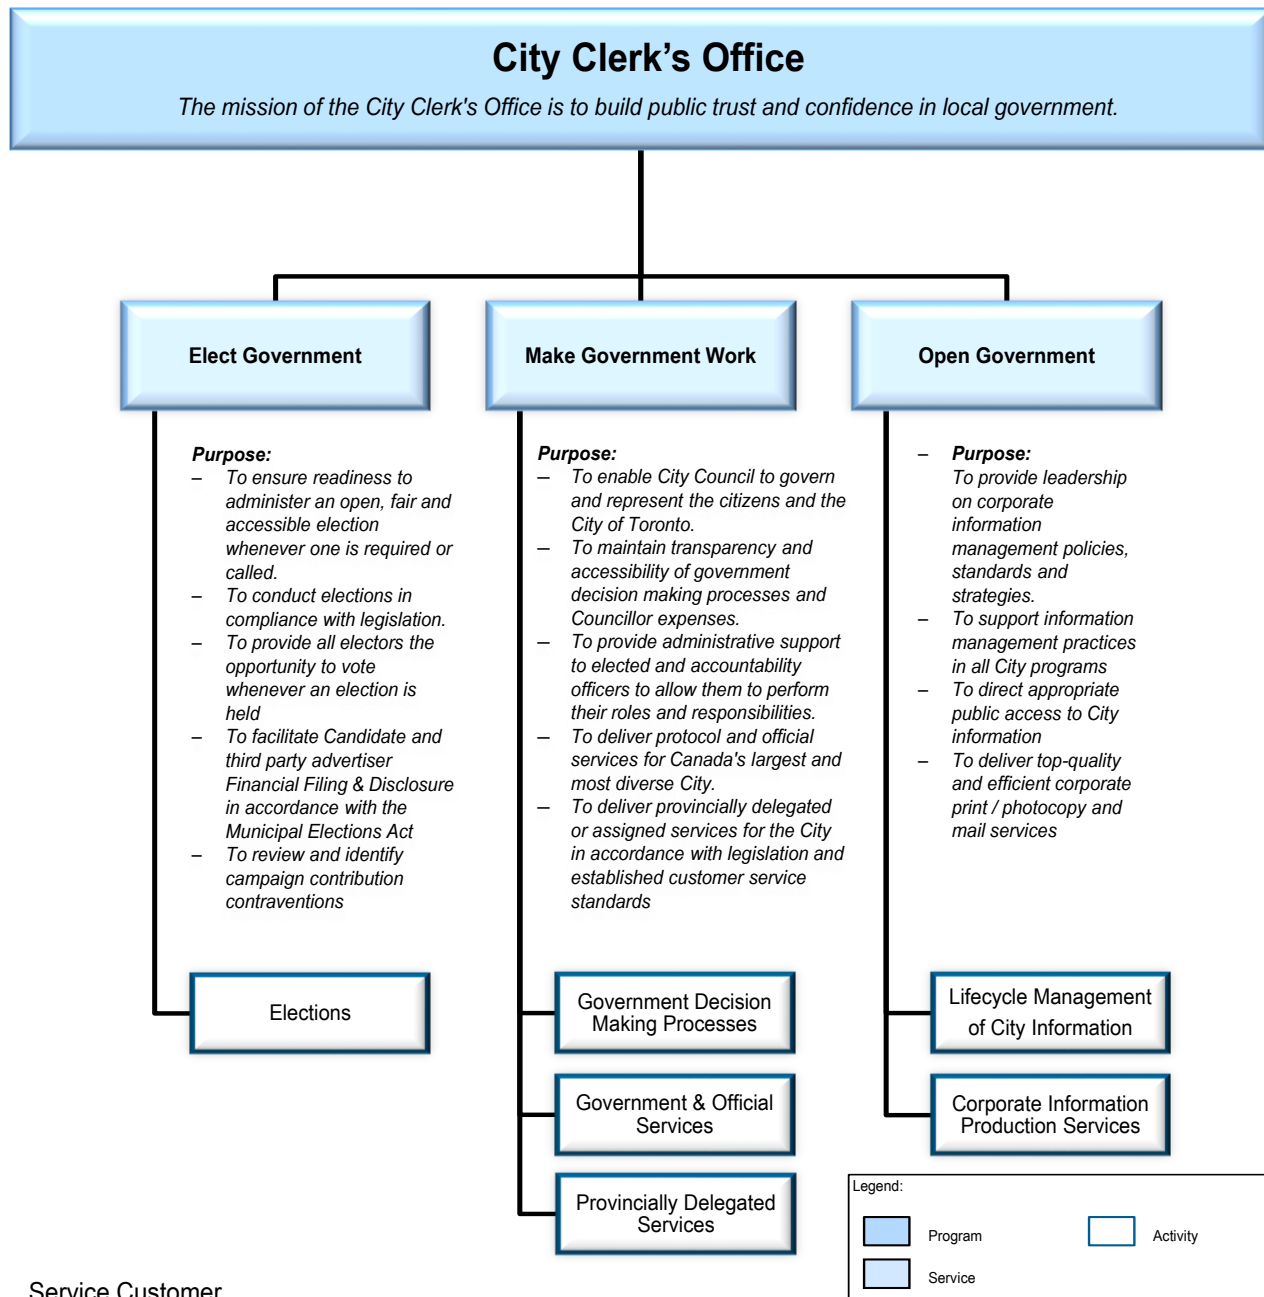 City Clerk's Office
The mission of the City Clerk's Office is to build public trust and confidence in local government.
Elect Government
Make Government Work
Open Government
Purpose:
– To ensure readiness to
administer an open, fair and
accessible election
whenever one is required or
called.
– To conduct elections in
compliance with legislation.
– To provide all electors the
opportunity to vote
whenever an election is
held
– To facilitate Candidate and
third party advertiser
Financial Filing & Disclosure
in accordance with the
Municipal Elections Act
– To review and identify
campaign contribution
contraventions
Purpose:
– To enable City Council to govern
and represent the citizens and the
City of Toronto.
– To maintain transparency and
accessibility of government
decision making processes and
Councillor expenses.
– To provide administrative support
to elected and accountability
officers to allow them to perform
their roles and responsibilities.
– To deliver protocol and official
services for Canada's largest and
most diverse City.
– To deliver provincially delegated
or assigned services for the City
in accordance with legislation and
established customer service
standards
– Purpose:
To provide leadership
on corporate
information
management policies,
standards and
strategies.
– To support information
management practices
in all City programs
– To direct appropriate
public access to City
information
– To deliver top-quality
and efficient corporate
print / photocopy and
mail services
Elections
Government Decision
Making Processes
Government & Official
Services
Provincially Delegated
Services
Lifecycle Management
of City Information
Corporate Information
Production Services
Legend:
Program
Activity
Service
Service Customer